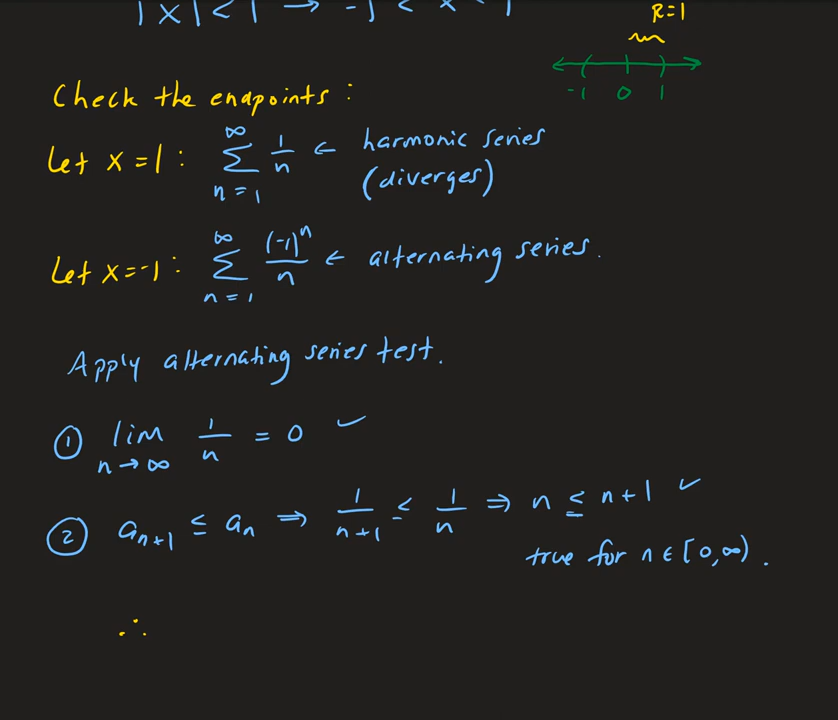 |x| < 1 → -1 < x < 1
R=1
-1 0 1
Check the enapoints:
Let x=1: ∑_{n=1}^{∞} 1/n ← harmonic series
(diverges)
Let x=-1: ∑_{n=1}^{∞} (-1)^n/n ← alternating series.
Apply alternating series test.
① lim_{n→∞} 1/n = 0 ✓
② a_{n+1} ≤ a_n ⇒ 1/(n+1) ≤ 1/n ⇒ n ≤ n+1 ✓
true for n ∈ [0,∞).
∴